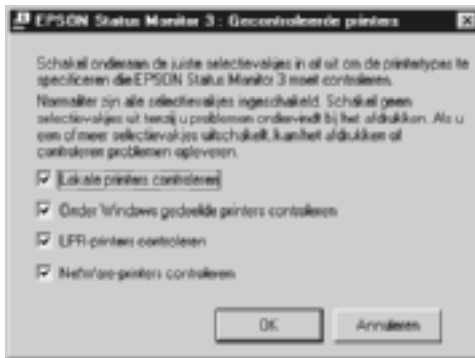 EPSON Status Monitor 3 : Gecontroleerde printers
Schakel onderaan de juiste selectievakjes in of uit om de printertypes te
specificeren die EPSON Status Monitor 3 moet controleren.
Normaliter zijn alle selectievakjes ingeschakeld. Schakel geen
selectievakjes uit tenzij u problemen ondervindt bij het afdrukken. Als u
een of meer selectievakjes uitschakelt, kan het afdrukken of
controleren problemen opleveren.
Lokale printers controleren
Onder Windows gedeelde printers controleren
LPR-printers controleren
NetWare-printers controleren
OK
Annuleren